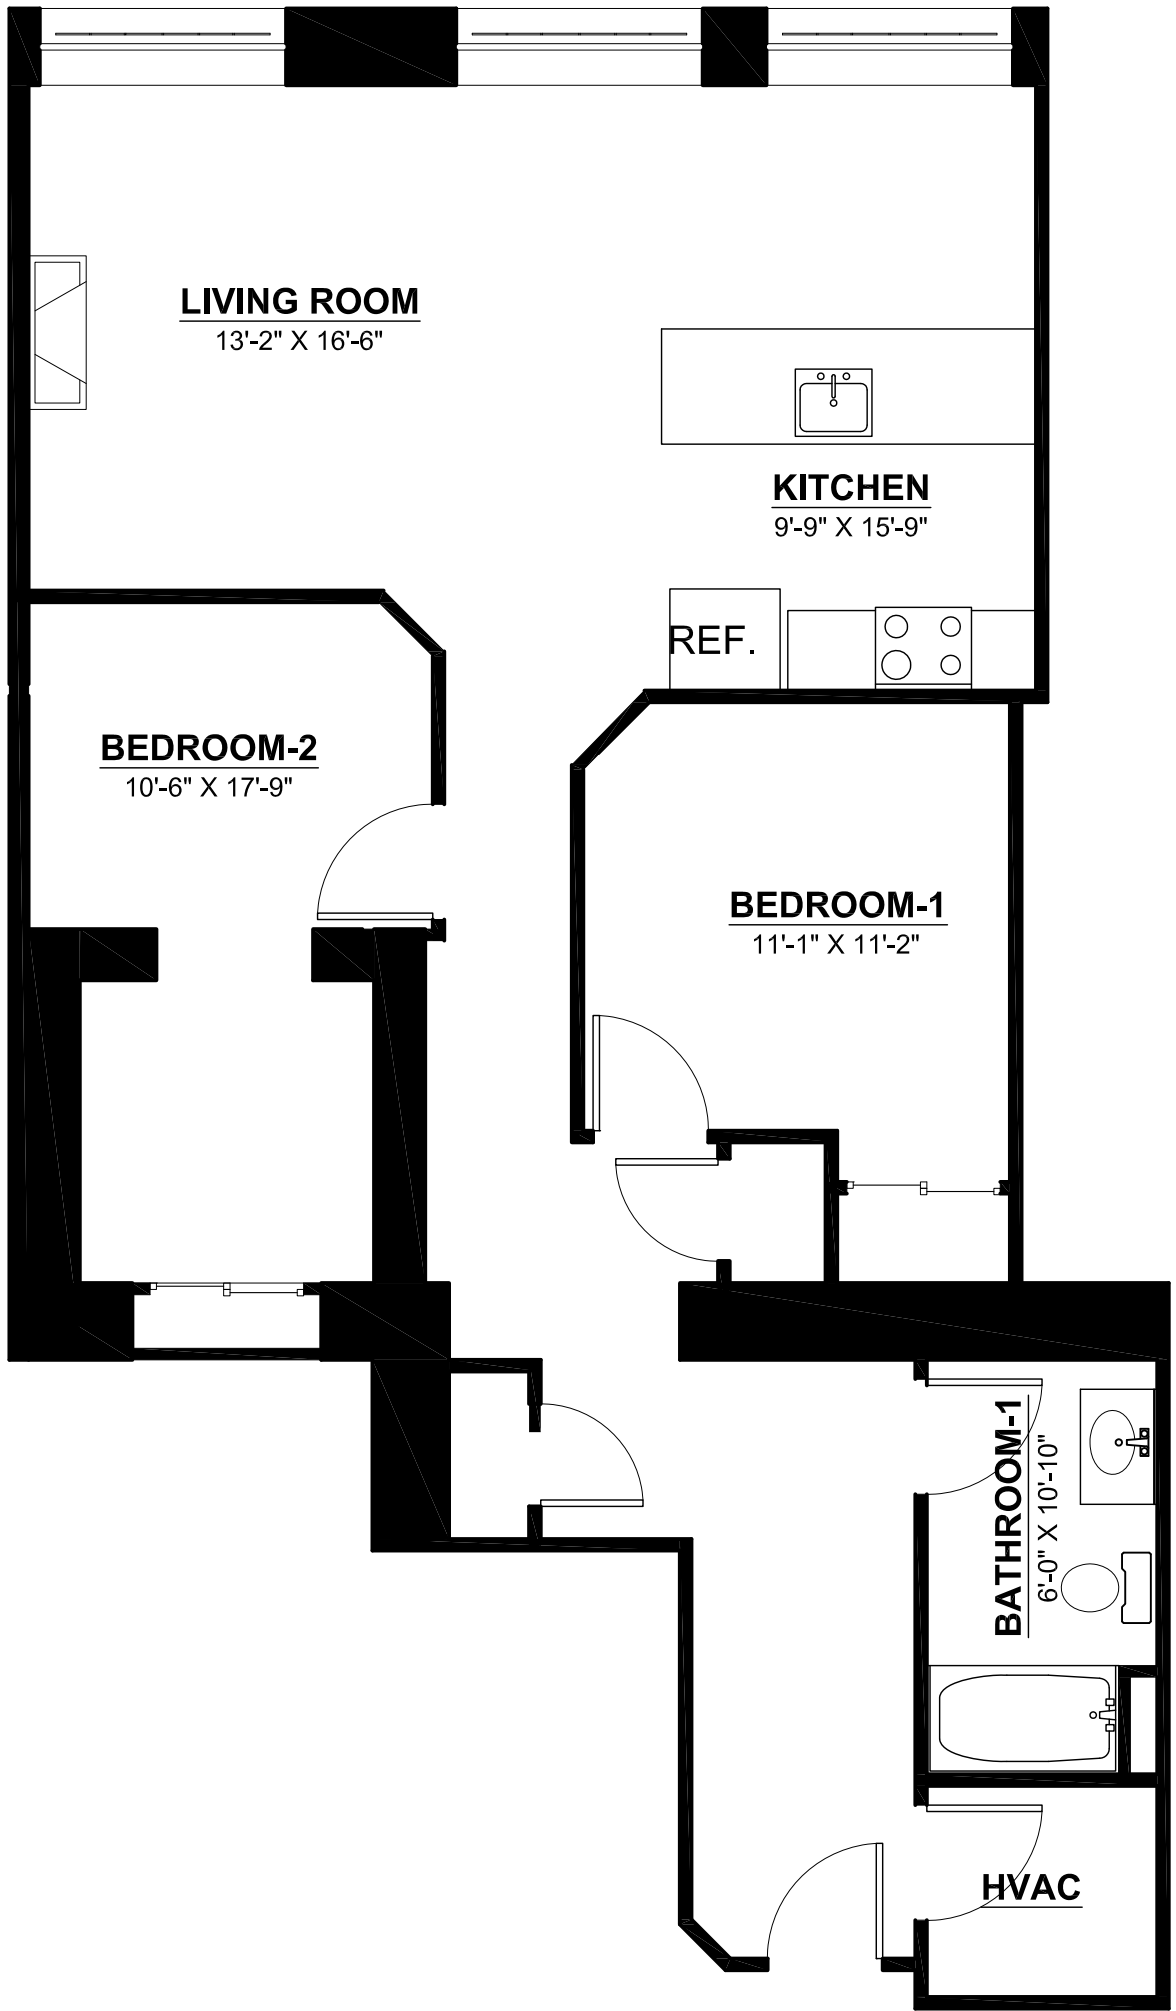 LIVING ROOM
13'-2" X 16'-6"
KITCHEN
9'-9" X 15'-9"
REF.
BEDROOM-2
10'-6" X 17'-9"
BEDROOM-1
11'-1" X 11'-2"
BATHROOM-1
6'-0" X 10'-10"
HVAC